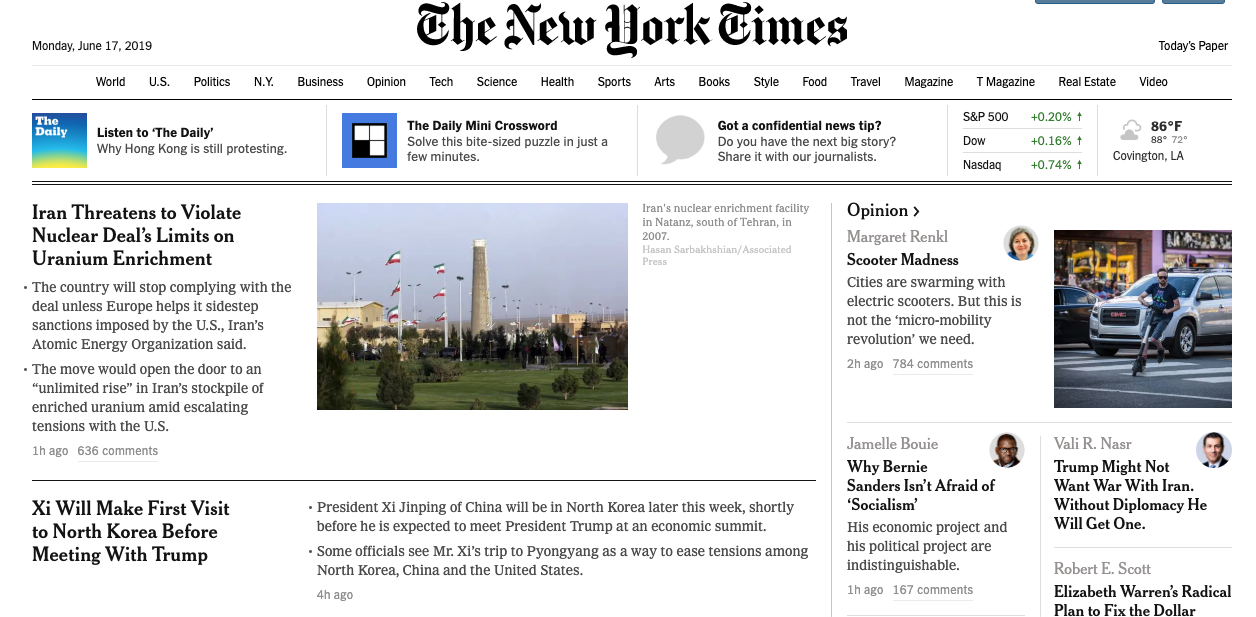 The New York Times
Monday, June 17, 2019
Today's Paper
World U.S. Politics N.Y. Business Opinion Tech Science Health Sports Arts Books Style Food Travel Magazine T Magazine Real Estate Video
The
Daily
Listen to ‘The Daily’
Why Hong Kong is still protesting.
The Daily Mini Crossword
Solve this bite-sized puzzle in just a
few minutes.
Got a confidential news tip?
Do you have the next big story?
Share it with our journalists.
S&P 500 +0.20% ↑
Dow +0.16% ↑
Nasdaq +0.74% ↑
86°F
88° 72°
Covington, LA
Iran Threatens to Violate
Nuclear Deal’s Limits on
Uranium Enrichment
• The country will stop complying with the
deal unless Europe helps it sidestep
sanctions imposed by the U.S., Iran’s
Atomic Energy Organization said.
• The move would open the door to an
“unlimited rise” in Iran’s stockpile of
enriched uranium amid escalating
tensions with the U.S.
1h ago 636 comments
Iran's nuclear enrichment facility
in Natanz, south of Tehran, in
2007.
Hasan Sarbakhshian/Associated
Press
Xi Will Make First Visit
to North Korea Before
Meeting With Trump
• President Xi Jinping of China will be in North Korea later this week, shortly
before he is expected to meet President Trump at an economic summit.
• Some officials see Mr. Xi’s trip to Pyongyang as a way to ease tensions among
North Korea, China and the United States.
4h ago
Opinion >
Margaret Renkl
Scooter Madness
Cities are swarming with
electric scooters. But this is
not the ‘micro-mobility
revolution’ we need.
2h ago 784 comments
GMC
Jamelle Bouie
Why Bernie
Sanders Isn’t Afraid of
‘Socialism’
His economic project and
his political project are
indistinguishable.
1h ago 167 comments
Vali R. Nasr
Trump Might Not
Want War With Iran.
Without Diplomacy He
Will Get One.
Robert E. Scott
Elizabeth Warren’s Radical
Plan to Fix the Dollar